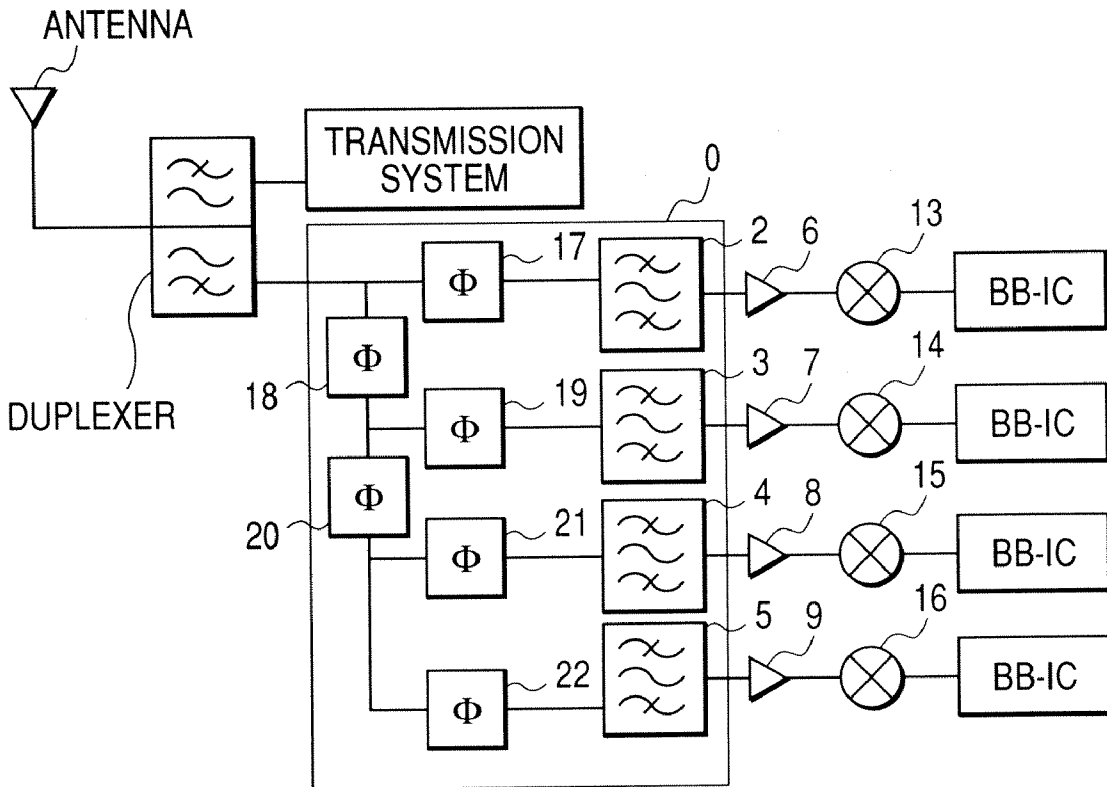 ANTENNA
TRANSMISSION
SYSTEM
0
17
2
6
13
Φ
BB-IC
Φ
18
3
7
14
DUPLEXER
19
Φ
BB-IC
Φ
20
4
8
15
21
Φ
BB-IC
5
9
16
22
Φ
BB-IC